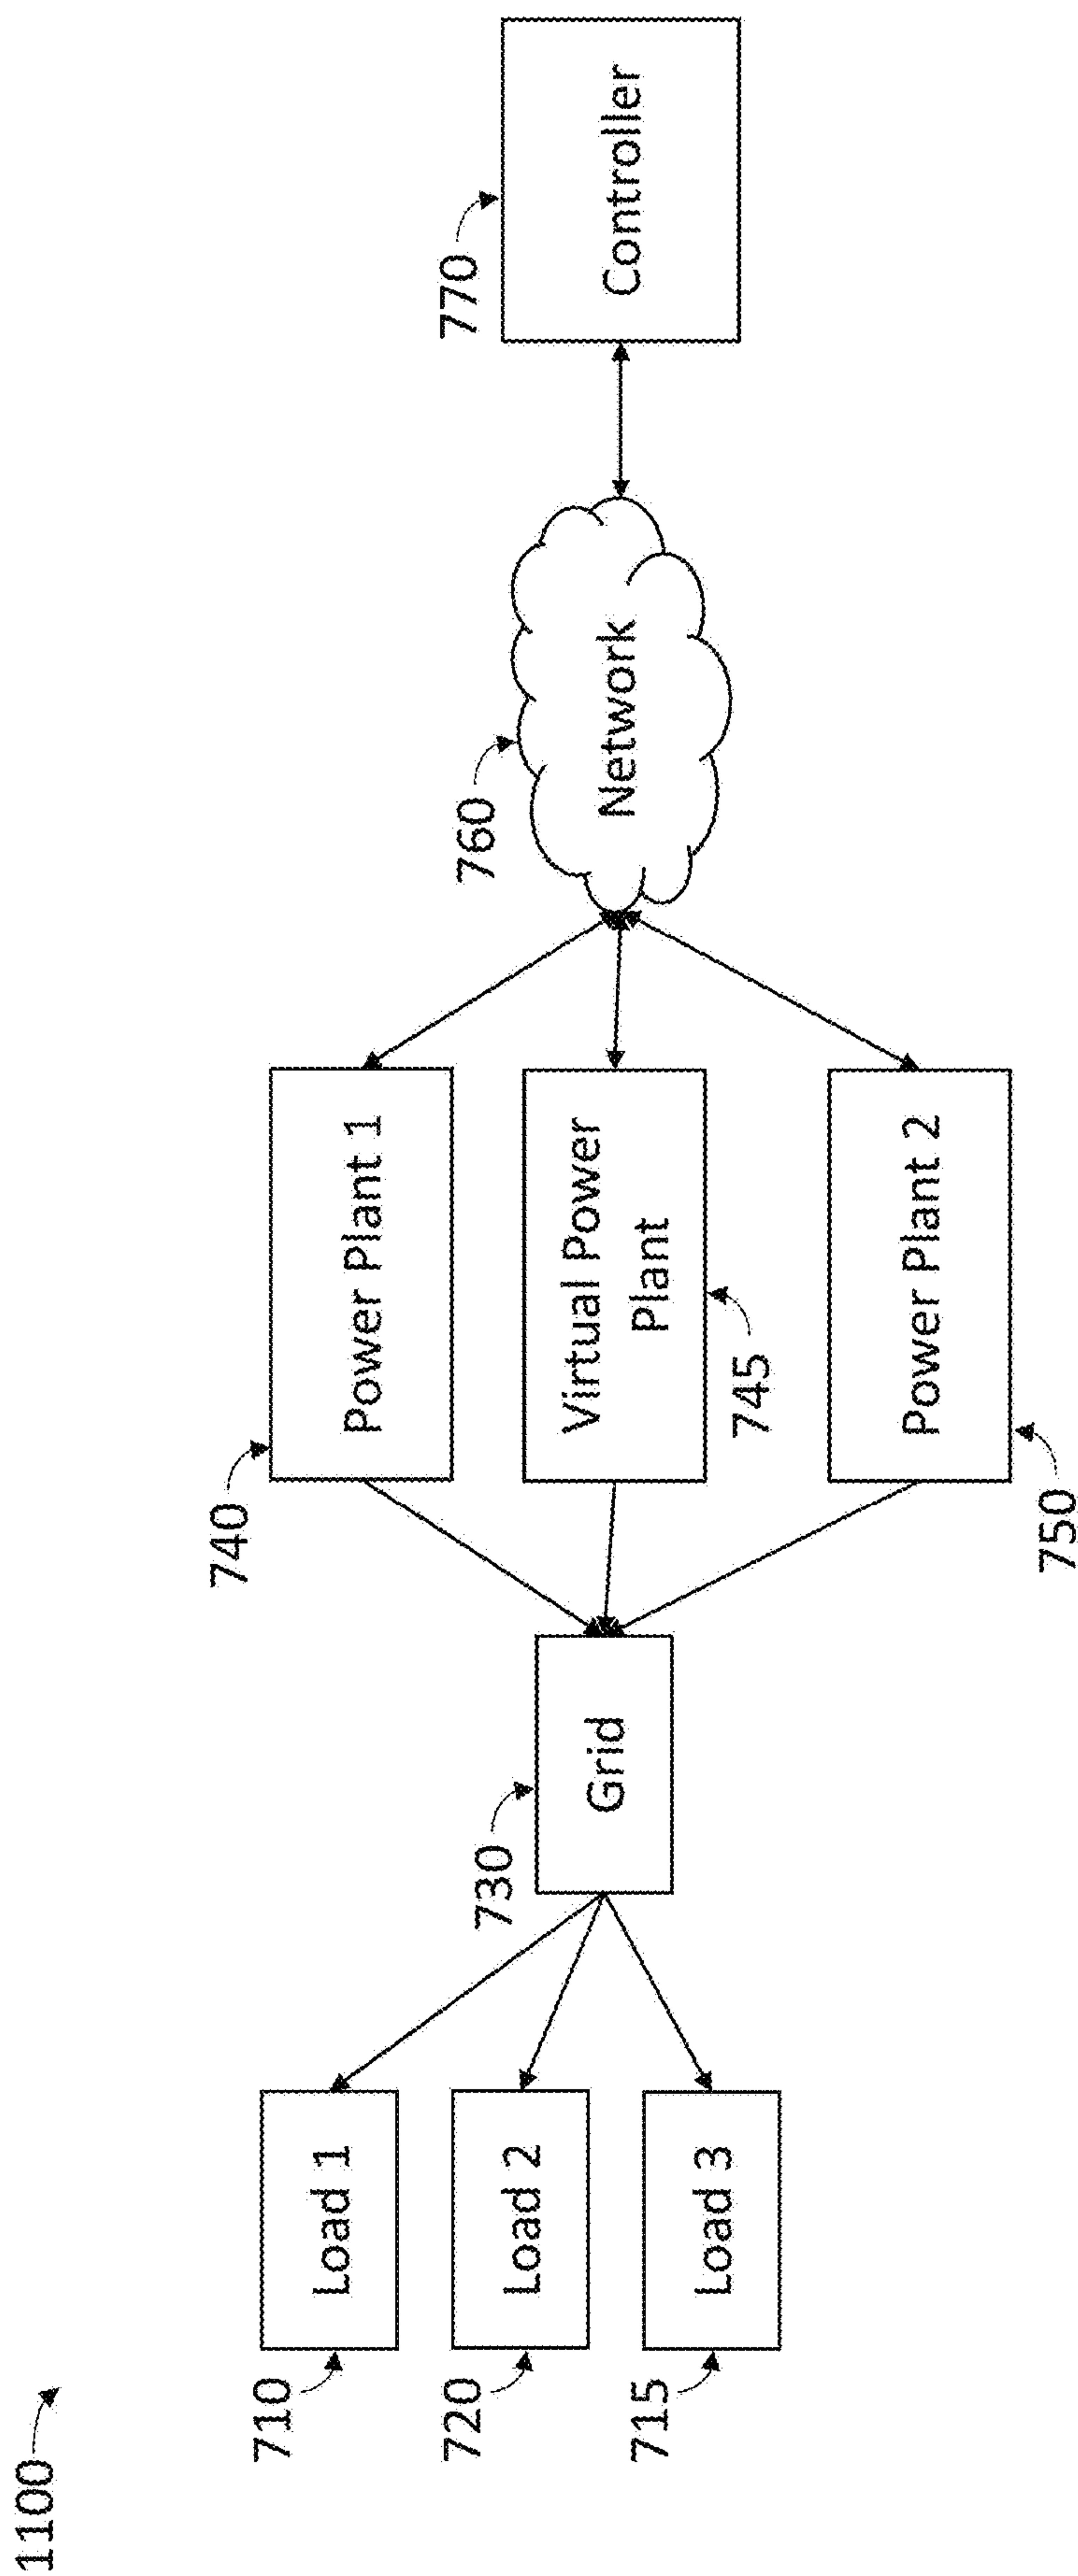 1100
710
Load 1
720
Load 2
715
Load 3
730
Grid
740
Power Plant 1
Virtual Power
Plant
745
Power Plant 2
750
760
Network
770
Controller